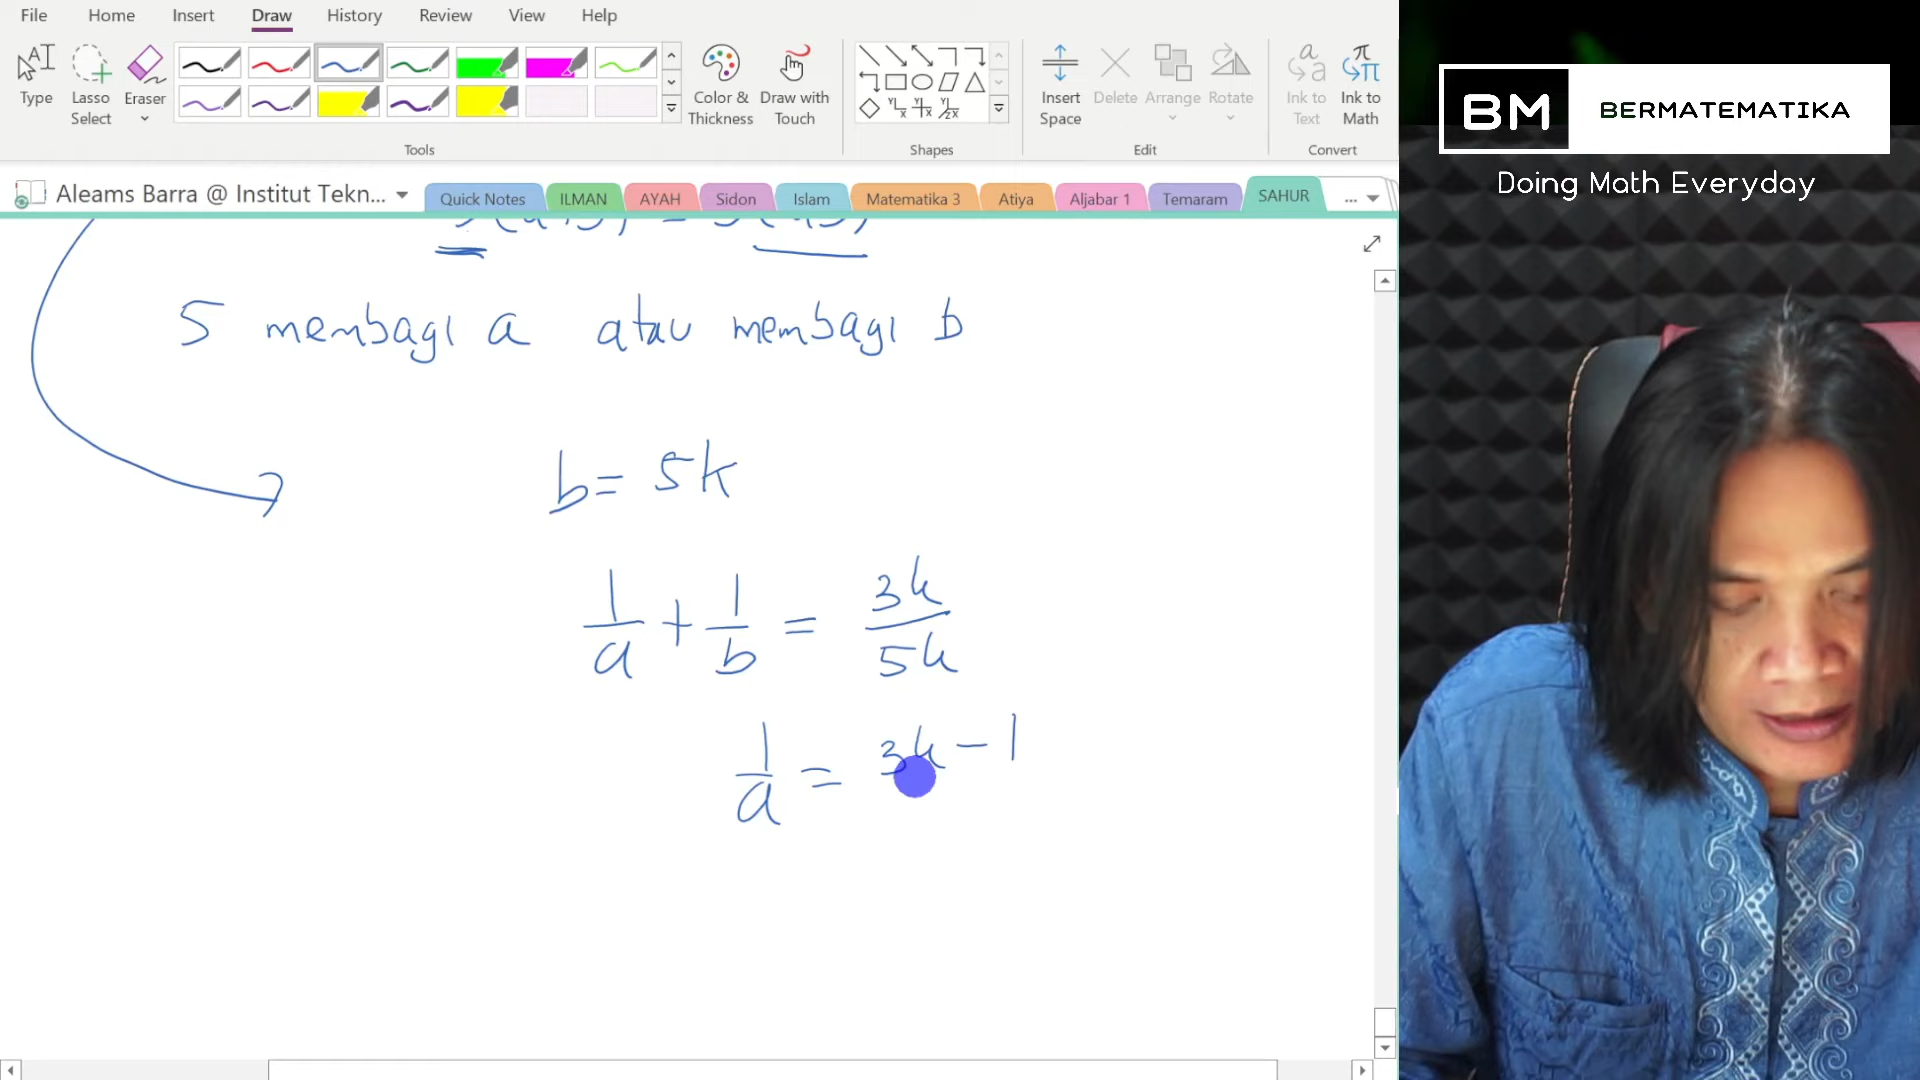 File Home Insert Draw History Review View Help
Type Lasso Select Eraser Color & Thickness Draw with Touch Insert Space Delete Arrange Rotate Ink to Text Ink to Math
Tools Shapes Edit Convert
Aleams Barra @ Institut Tekn... Quick Notes ILMAN AYAH Sidon Islam Matematika 3 Atiya Aljabar 1 Temaram SAHUR ...
BM BERMATEMATIKA
Doing Math Everyday
5 membagi a atau membagi b
b = 5k
1/a + 1/b = 3k/5k
1/a = 3k - 1